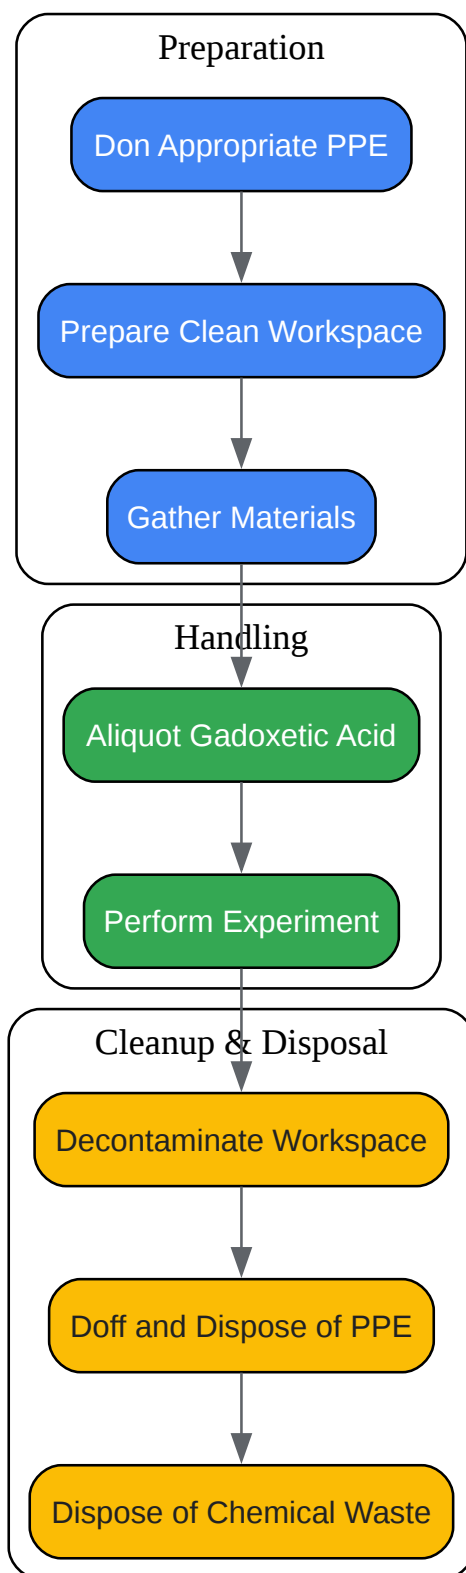 Preparation
Don Appropriate PPE
Prepare Clean Workspace
Gather Materials
Handling
Aliquot Gadoxetic Acid
Perform Experiment
Cleanup & Disposal
Decontaminate Workspace
Doff and Dispose of PPE
Dispose of Chemical Waste